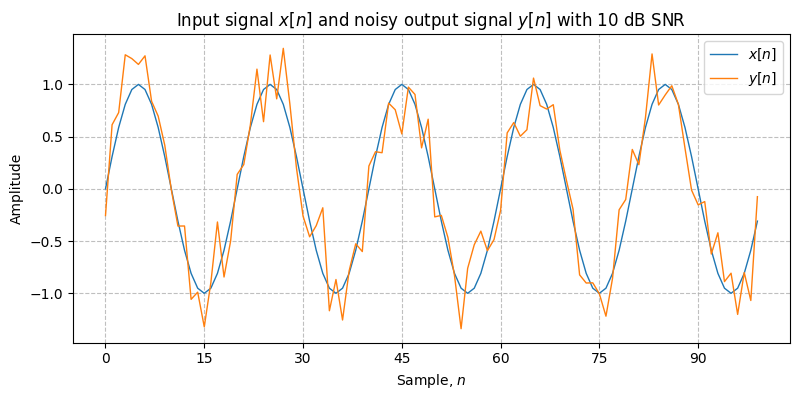 Input signal x[n] and noisy output signal y[n] with 10 dB SNR
x[n]
y[n]
Amplitude
1.0
0.5
0.0
−0.5
−1.0
0 15 30 45 60 75 90
Sample, n